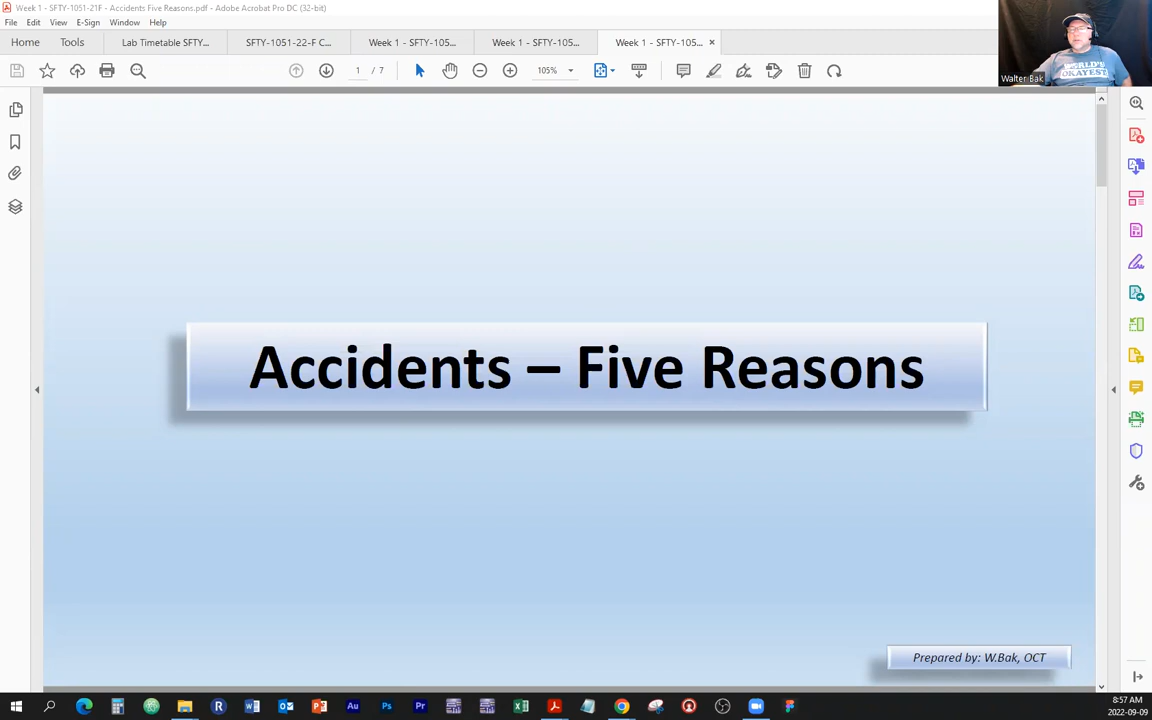 Week 1 - SFTY-1051-21F - Accidents Five Reasons.pdf - Adobe Acrobat Pro DC (32-bit)
File Edit View E-Sign Window Help
Home Tools Lab Timetable SFTY... SFTY-1051-22-F C... Week 1 - SFTY-105... Week 1 - SFTY-105... Week 1 - SFTY-105... ×
1 / 7 105%
WORLD'S
OKAYEST
Walter Bak
Accidents – Five Reasons
Prepared by: W.Bak, OCT
8:57 AM
2022-09-09